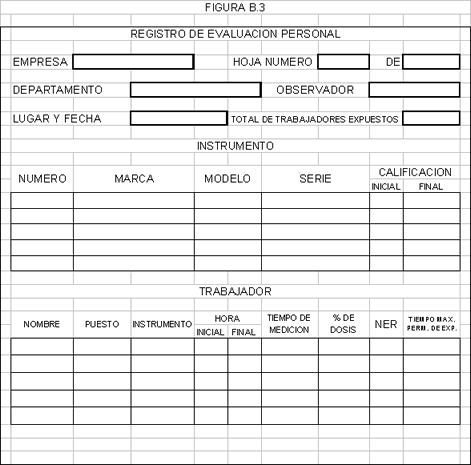 FIGURA B.3
REGISTRO DE EVALUACION PERSONAL
EMPRESA HOJA NUMERO DE
DEPARTAMENTO OBSERVADOR
LUGAR Y FECHA TOTAL DE TRABAJADORES EXPUESTOS
INSTRUMENTO
NUMERO MARCA MODELO SERIE CALIFICACION
INICIAL FINAL
TRABAJADOR
NOMBRE PUESTO INSTRUMENTO HORA TIEMPO DE MEDICION % DE DOSIS NER TIEMPO MAX. PERM. DE EXP.
INICIAL FINAL